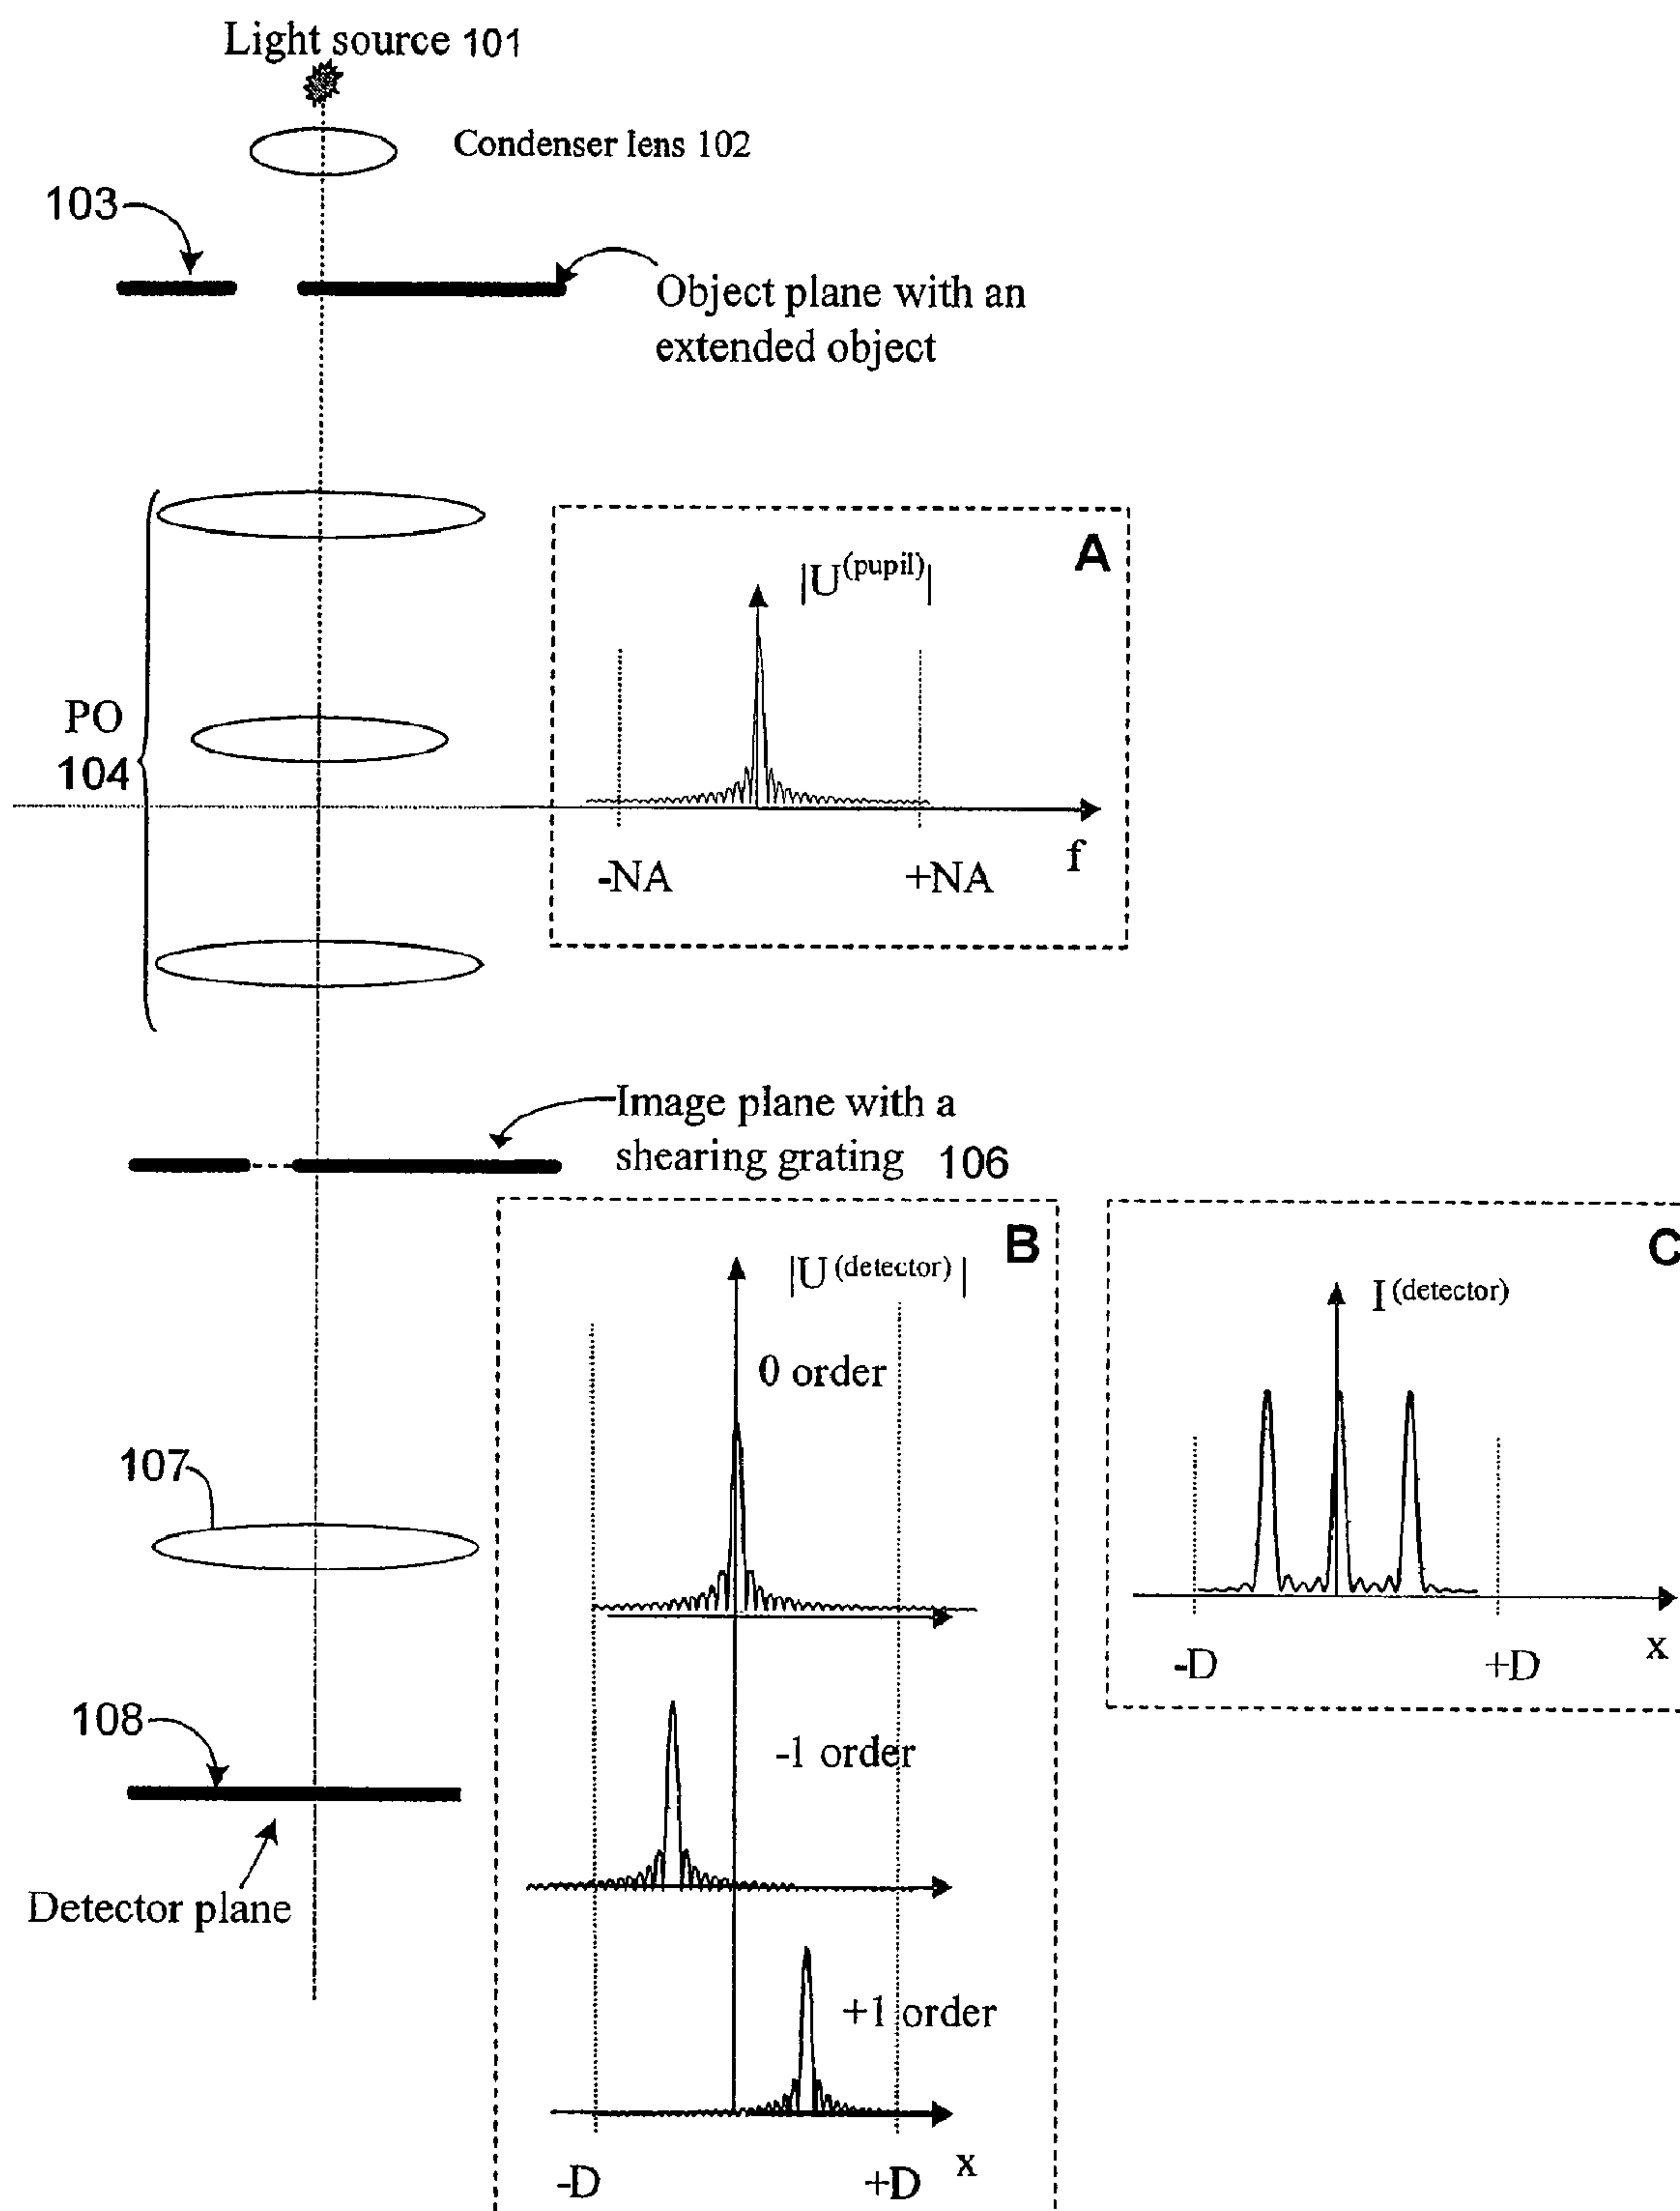 Light source 101
Condenser lens 102
103
Object plane with an
extended object
A
|U(pupil)|
PO
104
f
-NA
+NA
Image plane with a
shearing grating 106
B
|U(detector)|
0 order
C
I(detector)
107
-D
+D
x
108
-1 order
Detector plane
+1 order
x
-D
+D